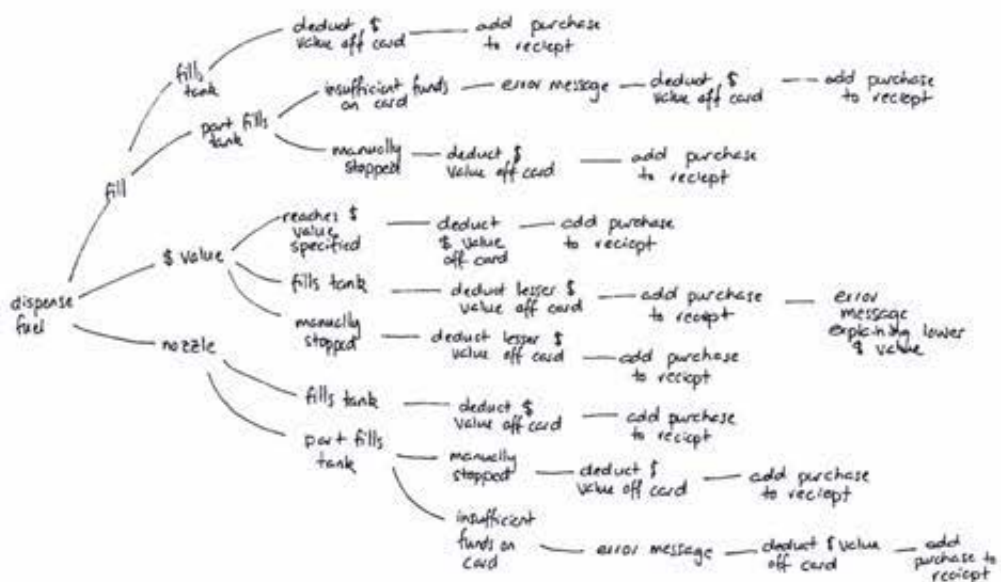 deduct $
value off card
add purchase
to reciept
fills
tank
insufficient funds
on card
error message
deduct $
value off card
add purchase
to reciept
part fills
tank
manually
stopped
deduct $
value off card
add purchase
to reciept
fill
reaches $
value
specified
deduct
$ value
off card
add purchase
to reciept
$ value
fills tank
deduct lesser $
value off card
add purchase
to reciept
error
message
explaining lower
$ value
dispense
fuel
manually
stopped
deduct lesser $
value off card
add purchase
to reciept
nozzle
fills tank
deduct $
value off card
add purchase
to reciept
part fills
tank
manually
stopped
deduct $
value off card
add purchase
to reciept
insufficient
funds on
card
error message
deduct $ value
off card
add
purchase to
reciept